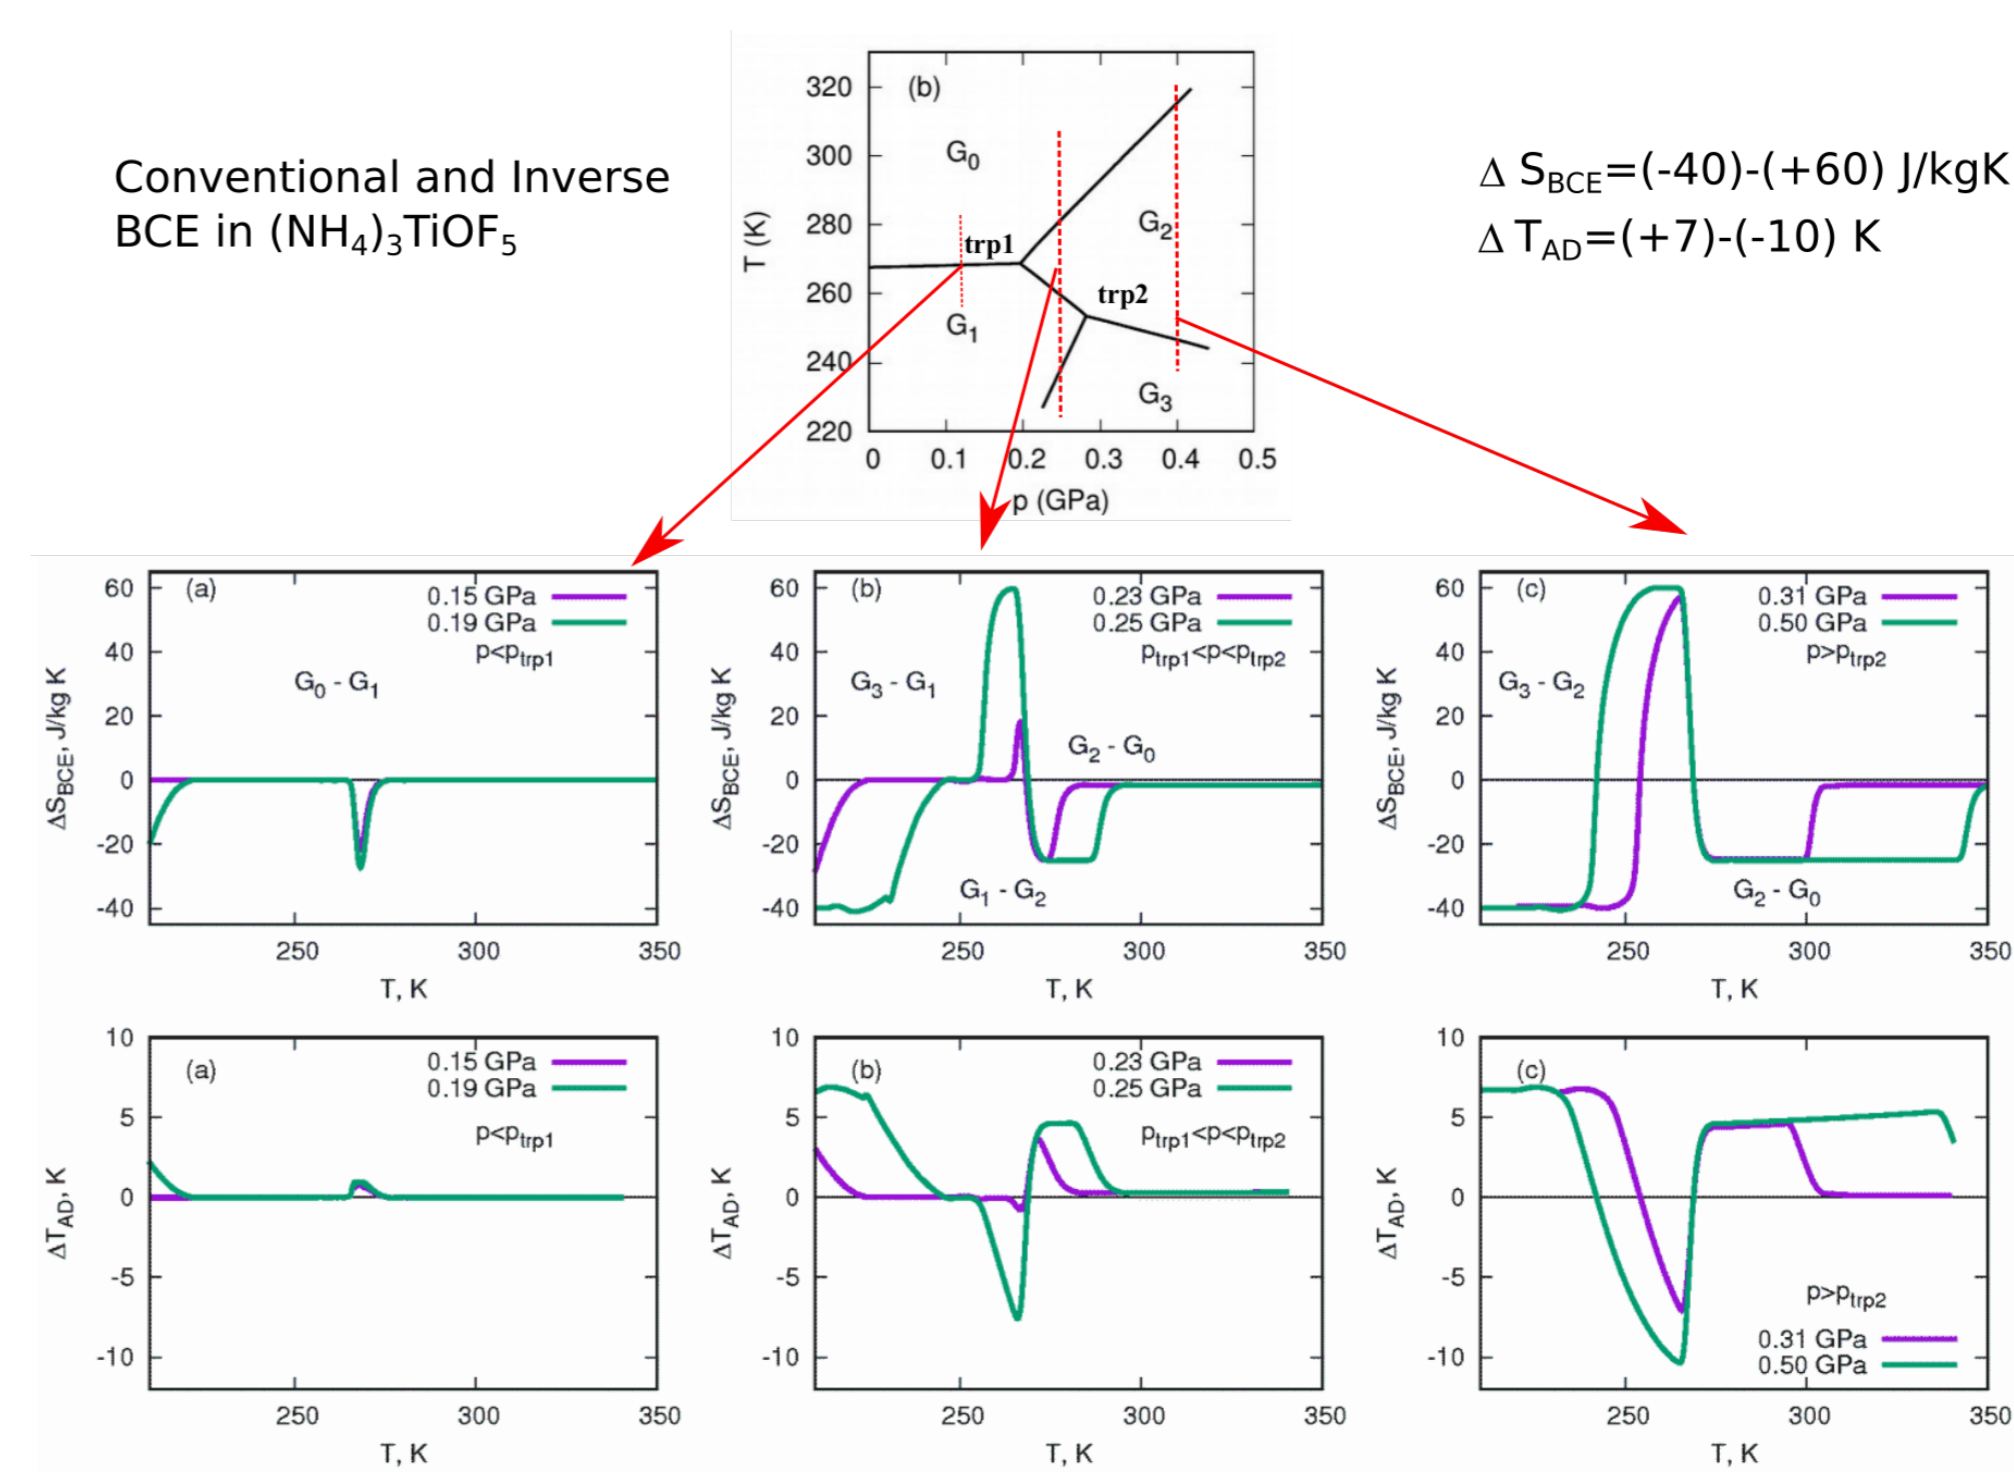 Conventional and Inverse
BCE in (NH4)3TiOF5
Δ SBCE=(-40)-(+60) J/kgK
Δ TAD=(+7)-(-10) K
(b)
320
300
280
260
240
220
T (K)
G0
G1
G2
G3
trp1
trp2
0 0.1 0.2 0.3 0.4 0.5
p (GPa)
(a)
0.15 GPa
0.19 GPa
p<ptrp1
G0 - G1
60
40
20
0
-20
-40
ΔSBCE, J/kg K
250 300 350
T, K
(b)
0.23 GPa
0.25 GPa
ptrp1<p<ptrp2
G3 - G1
G2 - G0
G1 - G2
60
40
20
0
-20
-40
ΔSBCE, J/kg K
250 300 350
T, K
(c)
0.31 GPa
0.50 GPa
p>ptrp2
G3 - G2
G2 - G0
60
40
20
0
-20
-40
ΔSBCE, J/kg K
250 300 350
T, K
(a)
0.15 GPa
0.19 GPa
p<ptrp1
10
5
0
-5
-10
ΔTAD, K
250 300 350
T, K
(b)
0.23 GPa
0.25 GPa
ptrp1<p<ptrp2
10
5
0
-5
-10
ΔTAD, K
250 300 350
T, K
(c)
p>ptrp2
0.31 GPa
0.50 GPa
10
5
0
-5
-10
ΔTAD, K
250 300 350
T, K